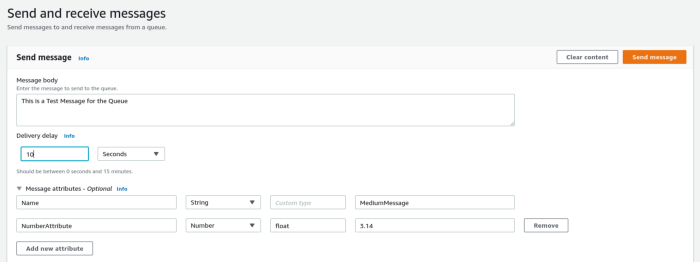 Send and receive messages
Send messages to and receive messages from a queue.
Send message Info Clear content Send message
Message body
Enter the message to send to the queue.
This is a Test Message for the Queue
Delivery delay Info
10 Seconds
Should be between 0 seconds and 15 minutes.
Message attributes - Optional Info
Name String Custom type MediumMessage
NumberAttribute Number float 3.14 Remove
Add new attribute